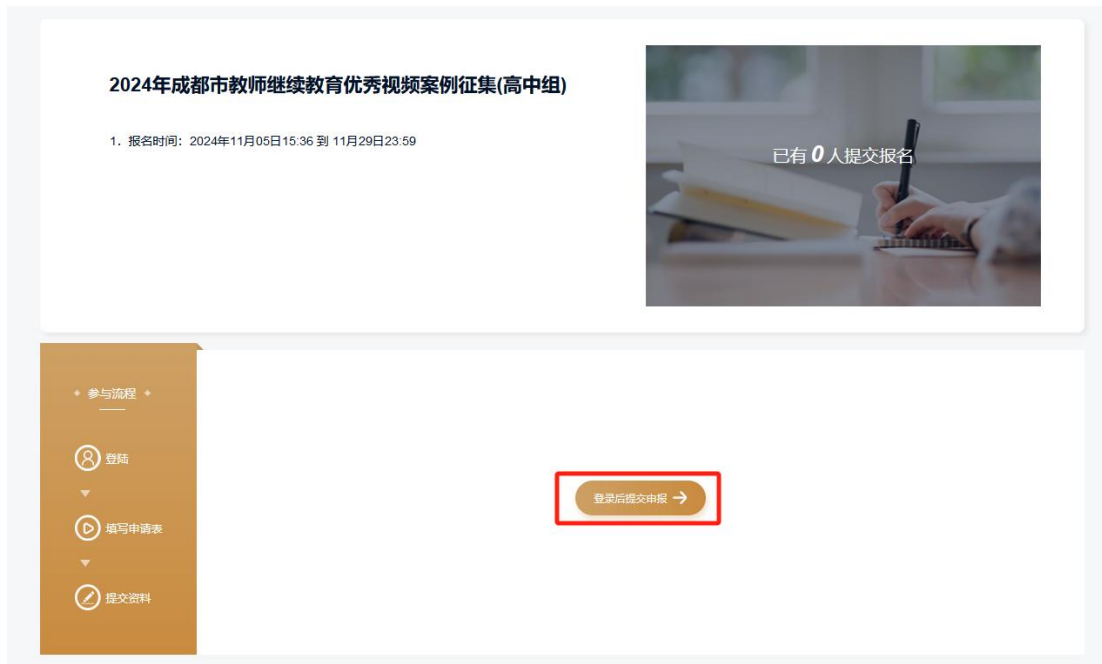 2024年成都市教师继续教育优秀视频案例征集(高中组)
1. 报名时间：2024年11月05日15:36 到 11月29日23:59
已有 0 人提交报名
参与流程
登陆
填写申请表
提交资料
登录后提交申报